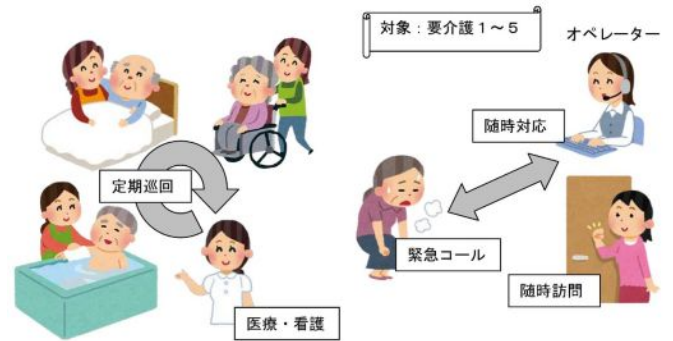 対象：要介護１～５
オペレーター
随時対応
定期巡回
緊急コール
随時訪問
医療・看護